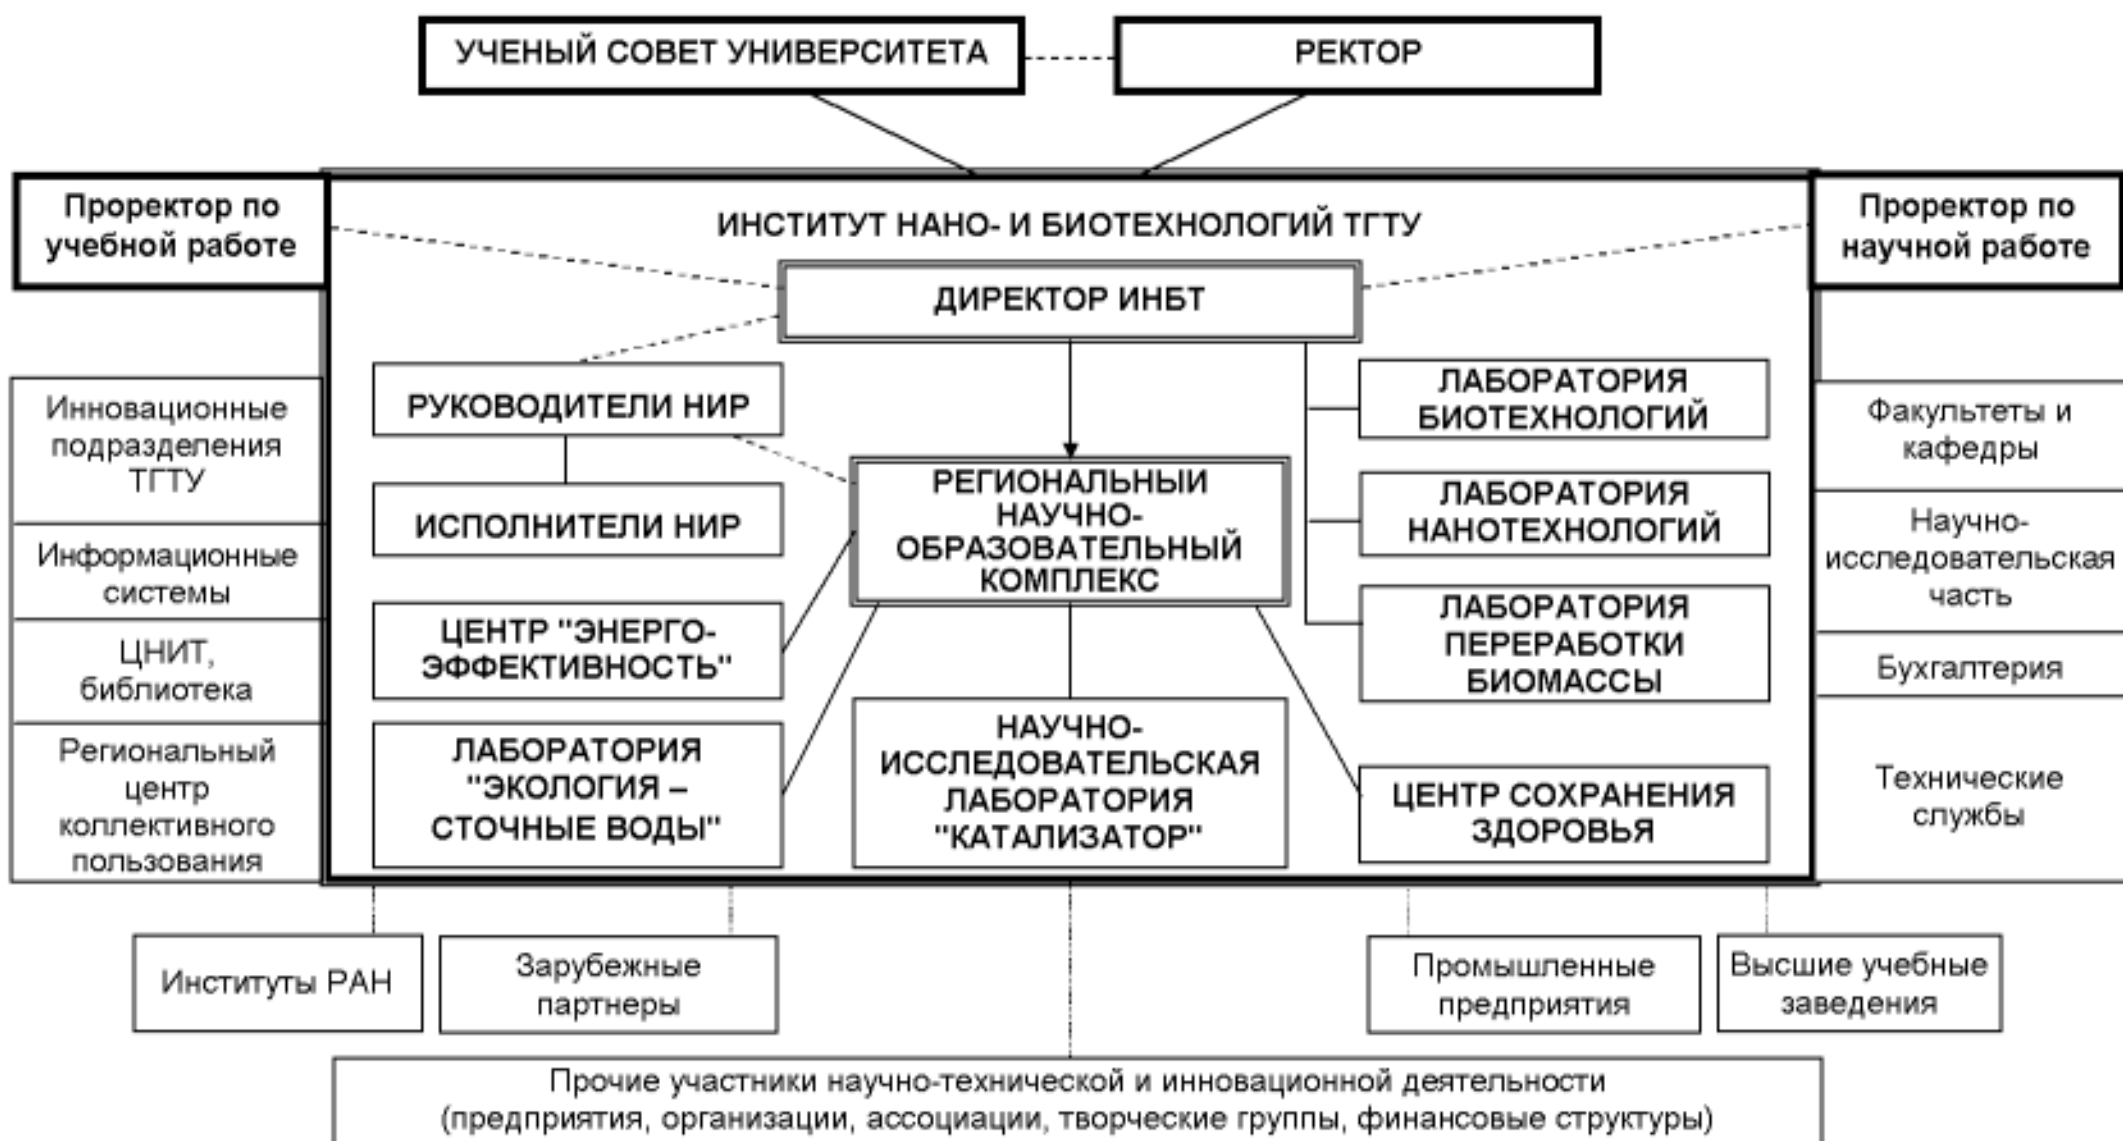 УЧЕНЫЙ СОВЕТ УНИВЕРСИТЕТА
РЕКТОР
Проректор по
учебной работе
ИНСТИТУТ НАНО- И БИОТЕХНОЛОГИЙ ТГТУ
Проректор по
научной работе
ДИРЕКТОР ИНБТ
Инновационные
подразделения
ТГТУ
Информационные
системы
ЦНИТ,
библиотека
Региональный
центр
коллективного
пользования
РУКОВОДИТЕЛИ НИР
ИСПОЛНИТЕЛИ НИР
ЦЕНТР "ЭНЕРГО-
ЭФФЕКТИВНОСТЬ"
ЛАБОРАТОРИЯ
"ЭКОЛОГИЯ –
СТОЧНЫЕ ВОДЫ"
РЕГИОНАЛЬНЫЙ
НАУЧНО-
ОБРАЗОВАТЕЛЬНЫЙ
КОМПЛЕКС
НАУЧНО-
ИССЛЕДОВАТЕЛЬСКАЯ
ЛАБОРАТОРИЯ
"КАТАЛИЗАТОР"
ЛАБОРАТОРИЯ
БИОТЕХНОЛОГИЙ
ЛАБОРАТОРИЯ
НАНОТЕХНОЛОГИЙ
ЛАБОРАТОРИЯ
ПЕРЕРАБОТКИ
БИОМАССЫ
ЦЕНТР СОХРАНЕНИЯ
ЗДОРОВЬЯ
Факультеты и
кафедры
Научно-
исследовательская
часть
Бухгалтерия
Технические
службы
Институты РАН
Зарубежные
партнеры
Промышленные
предприятия
Высшие учебные
заведения
Прочие участники научно-технической и инновационной деятельности
(предприятия, организации, ассоциации, творческие группы, финансовые структуры)